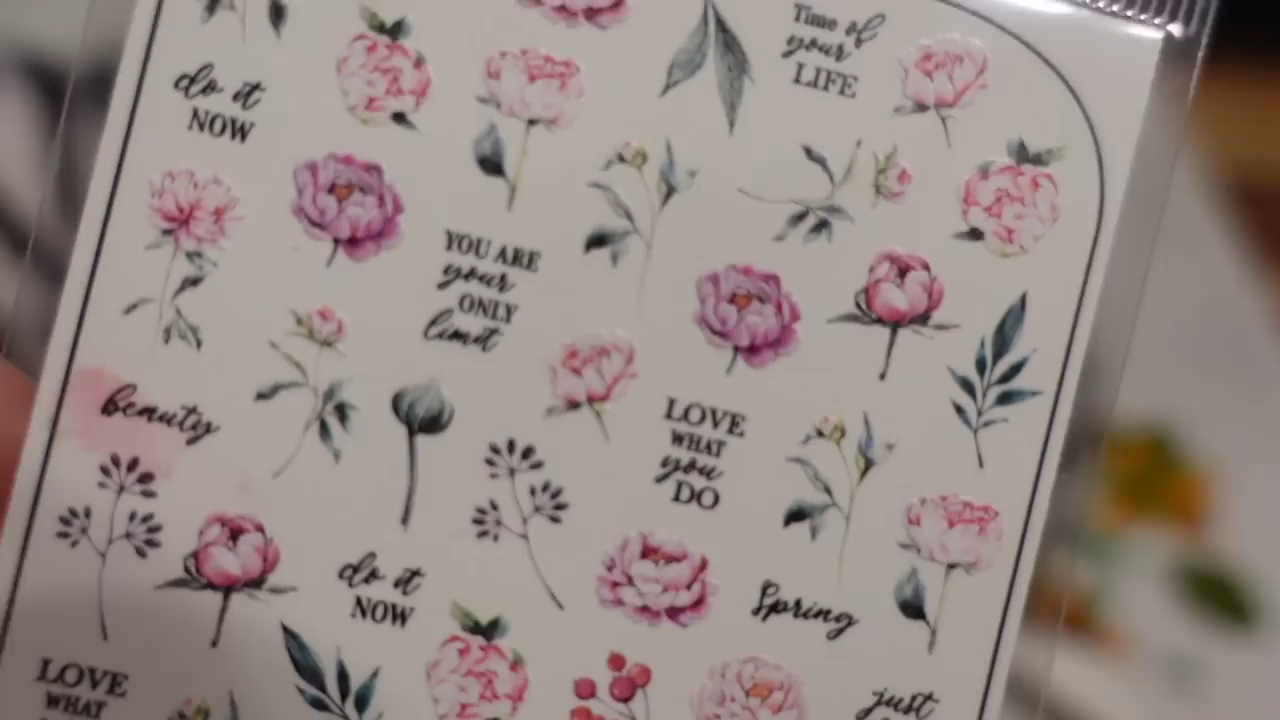 Time of
your
LIFE
do it
NOW
YOU ARE
your
ONLY
limit
beauty
LOVE
WHAT
you
DO
do it
NOW
Spring
LOVE
WHAT
just